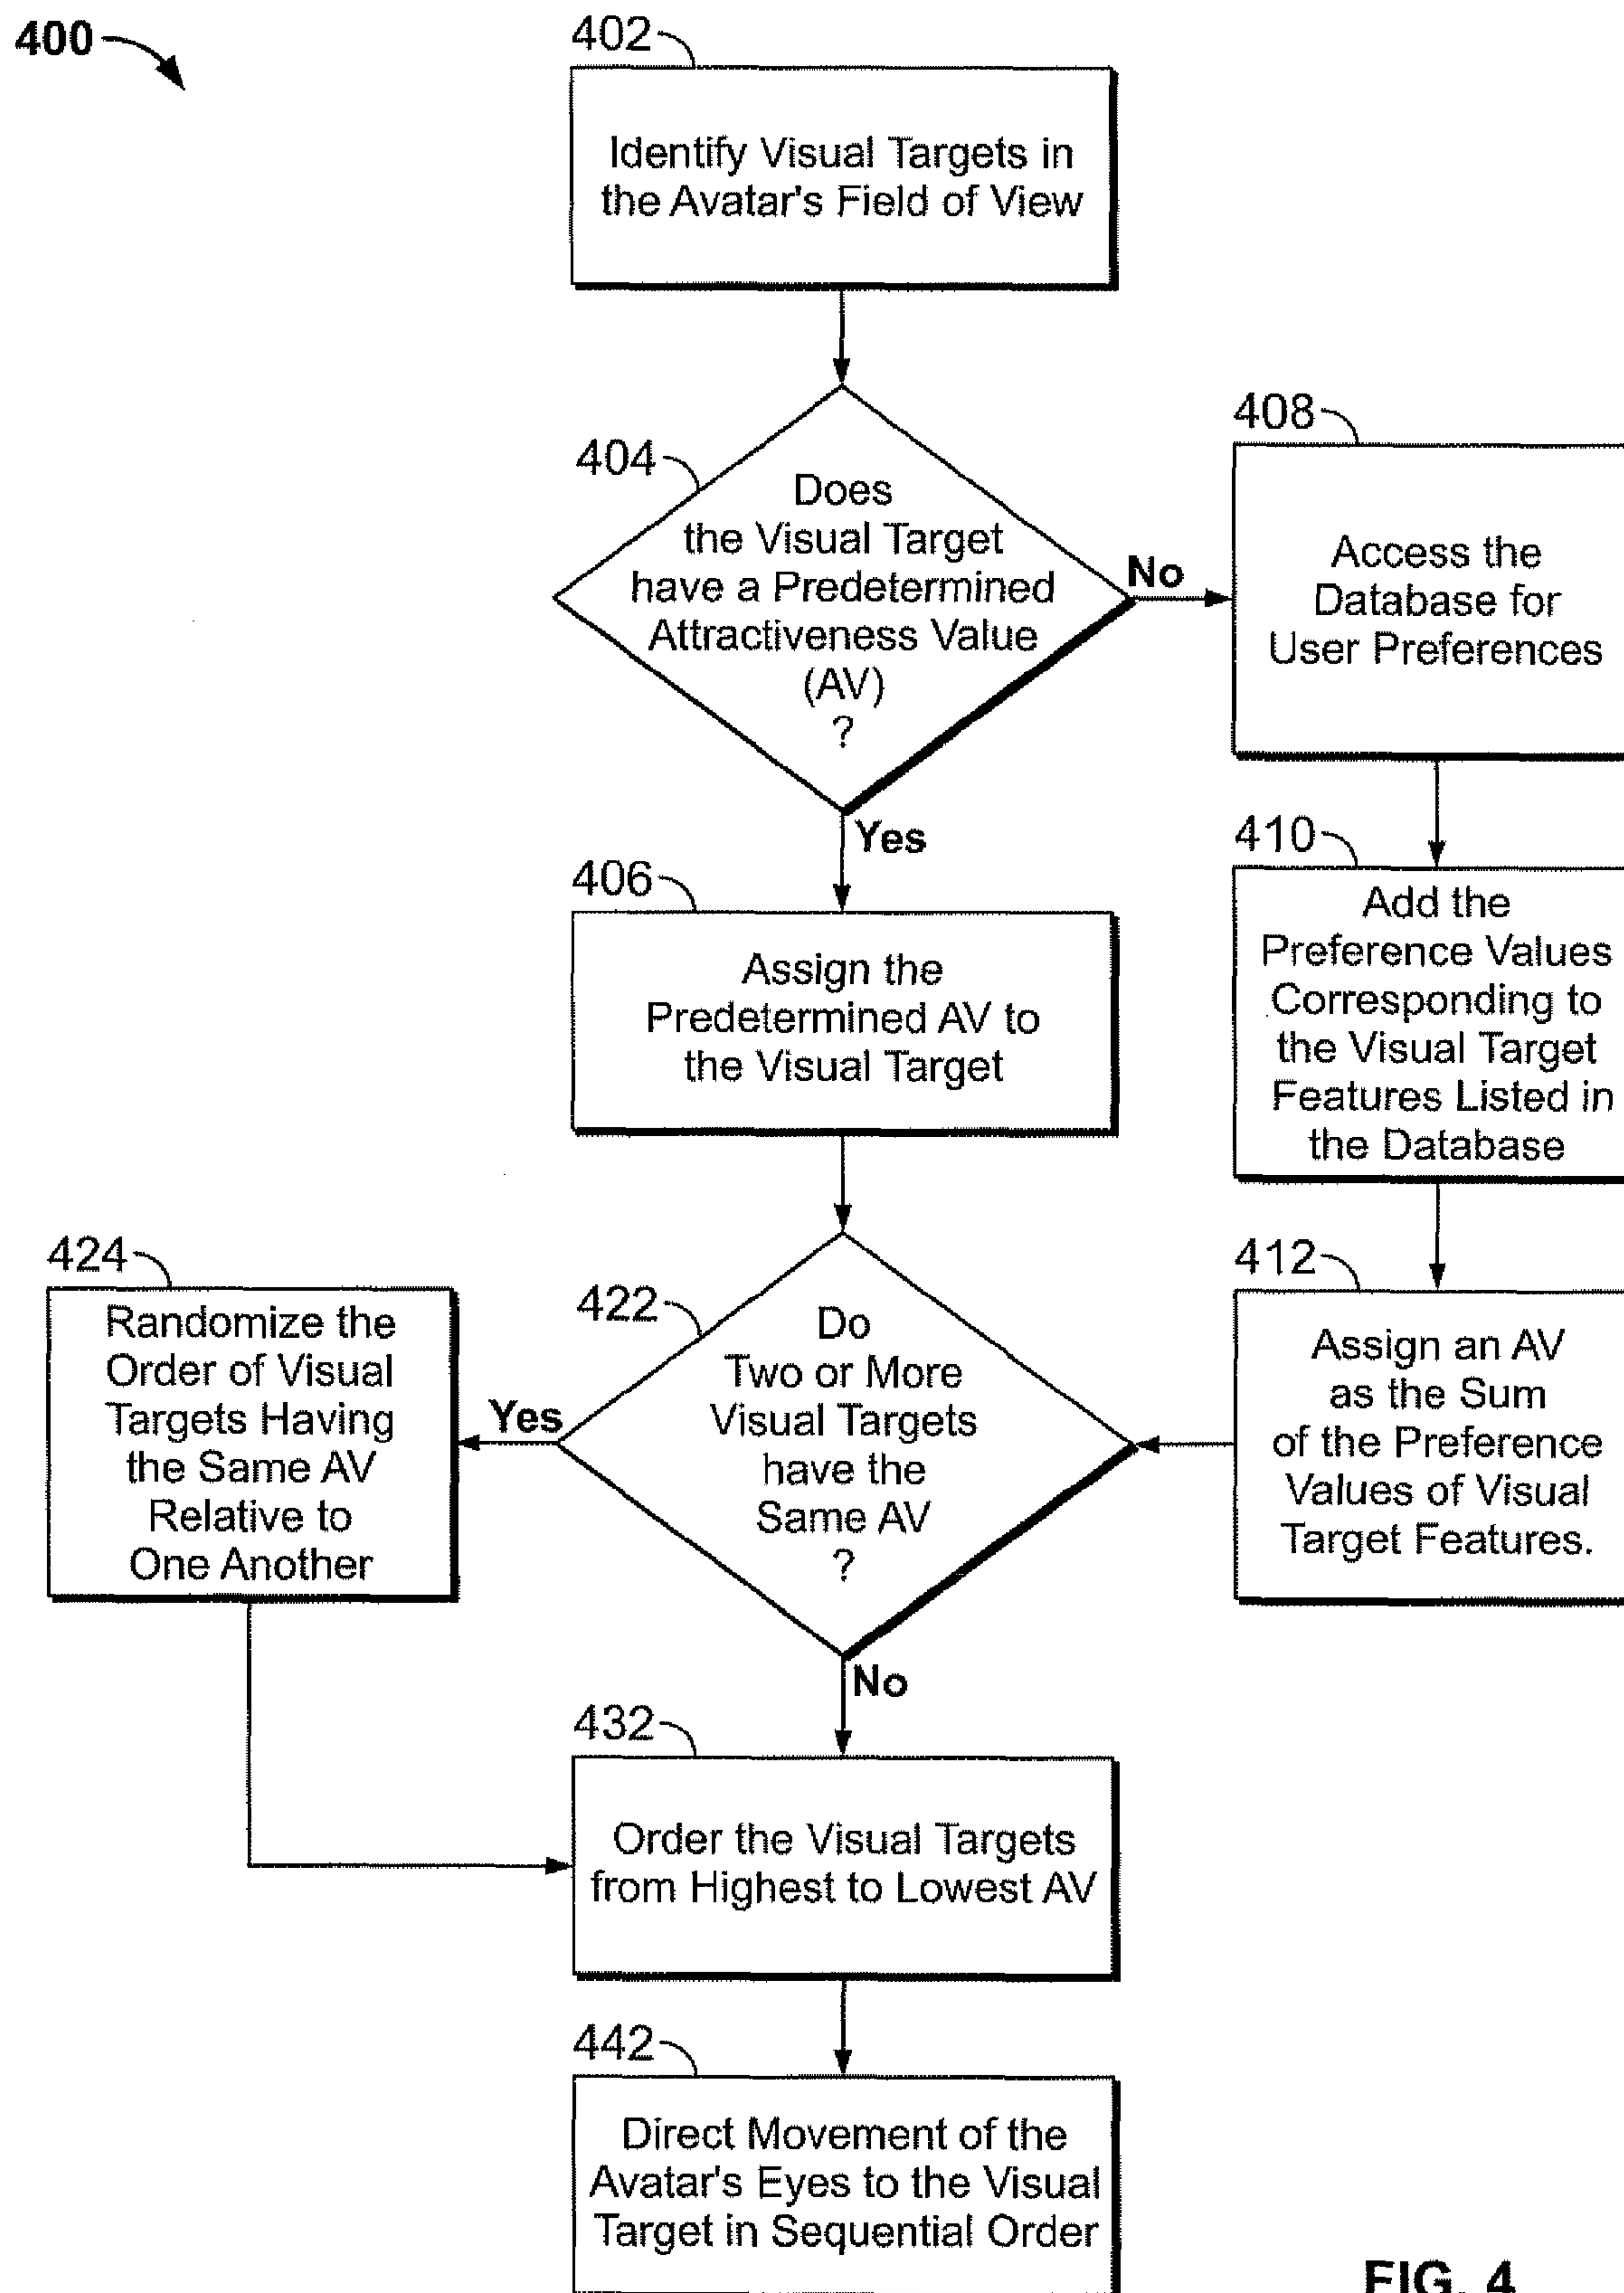 400
402
Identify Visual Targets in
the Avatar's Field of View
404
Does
the Visual Target
have a Predetermined
Attractiveness Value
(AV)
?
No
Yes
408
Access the
Database for
User Preferences
406
Assign the
Predetermined AV to
the Visual Target
410
Add the
Preference Values
Corresponding to
the Visual Target
Features Listed in
the Database
412
Assign an AV
as the Sum
of the Preference
Values of Visual
Target Features.
422
Do
Two or More
Visual Targets
have the
Same AV
?
Yes
No
424
Randomize the
Order of Visual
Targets Having
the Same AV
Relative to
One Another
432
Order the Visual Targets
from Highest to Lowest AV
442
Direct Movement of the
Avatar's Eyes to the Visual
Target in Sequential Order
FIG. 4